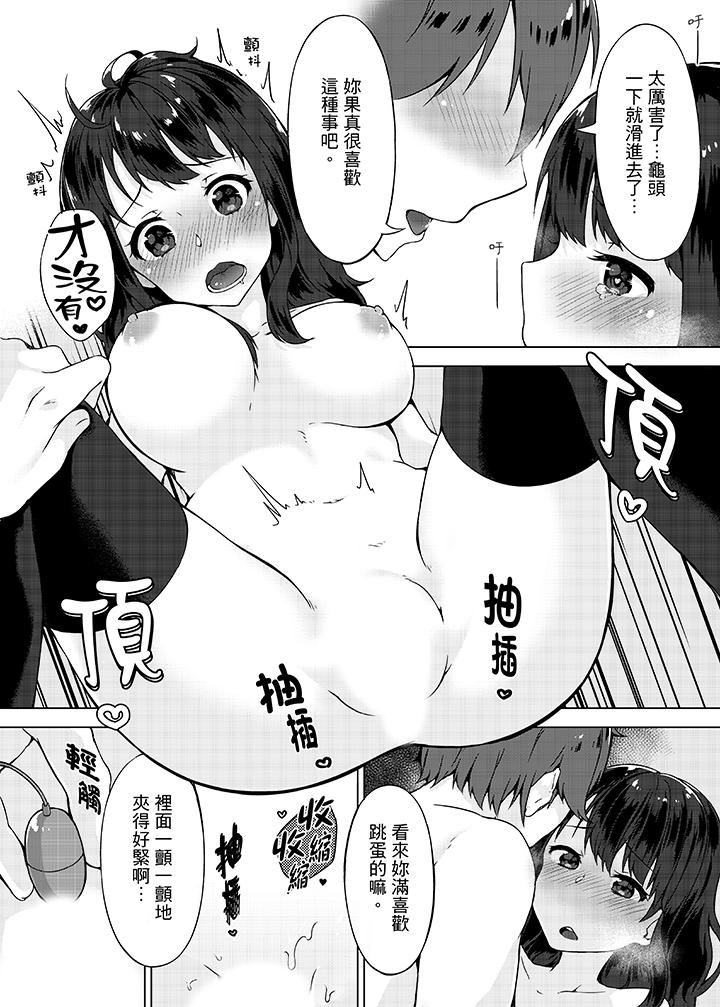 吁
太厲害了…龜頭
一下就滑進去了…
吁
妳果真很喜歡
這種事吧。
顫抖
顫抖
才沒
有
頂
抽插
頂
抽插
看來妳滿喜歡
跳蛋的嘛。
收縮
收縮
抽插
輕觸
裡面一顫一顫地
夾得好緊啊…